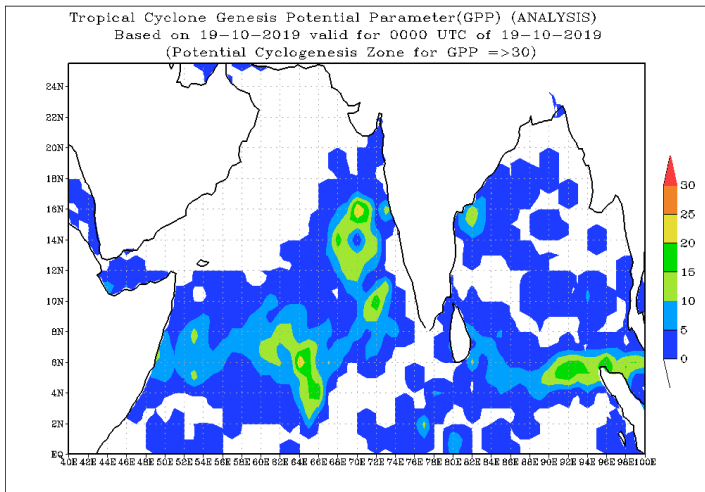 Tropical Cyclone Genesis Potential Parameter(GPP) (ANALYSIS)
Based on 19-10-2019 valid for 0000 UTC of 19-10-2019
(Potential Cyclogenesis Zone for GPP =>30)
24N
22N
20N
18N
16N
14N
12N
10N
8N
6N
4N
2N
EQ
40E 42E 44E 46E 48E 50E 52E 54E 56E 58E 60E 62E 64E 66E 68E 70E 72E 74E 76E 78E 80E 82E 84E 86E 88E 90E 92E 94E 96E 98E 100E
30
25
20
15
10
5
0